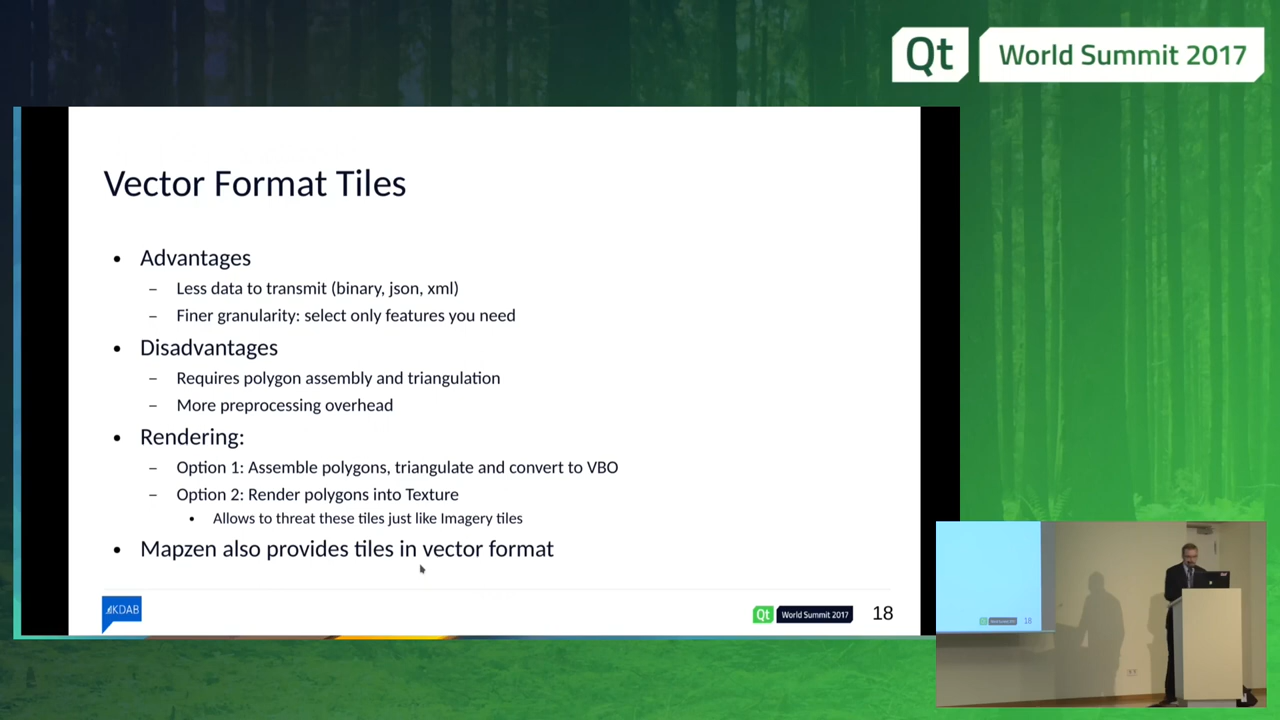 Qt World Summit 2017
Vector Format Tiles
• Advantages
– Less data to transmit (binary, json, xml)
– Finer granularity: select only features you need
• Disadvantages
– Requires polygon assembly and triangulation
– More preprocessing overhead
• Rendering:
– Option 1: Assemble polygons, triangulate and convert to VBO
– Option 2: Render polygons into Texture
• Allows to threat these tiles just like Imagery tiles
• Mapzen also provides tiles in vector format
KDAB
Qt World Summit 2017
18
18